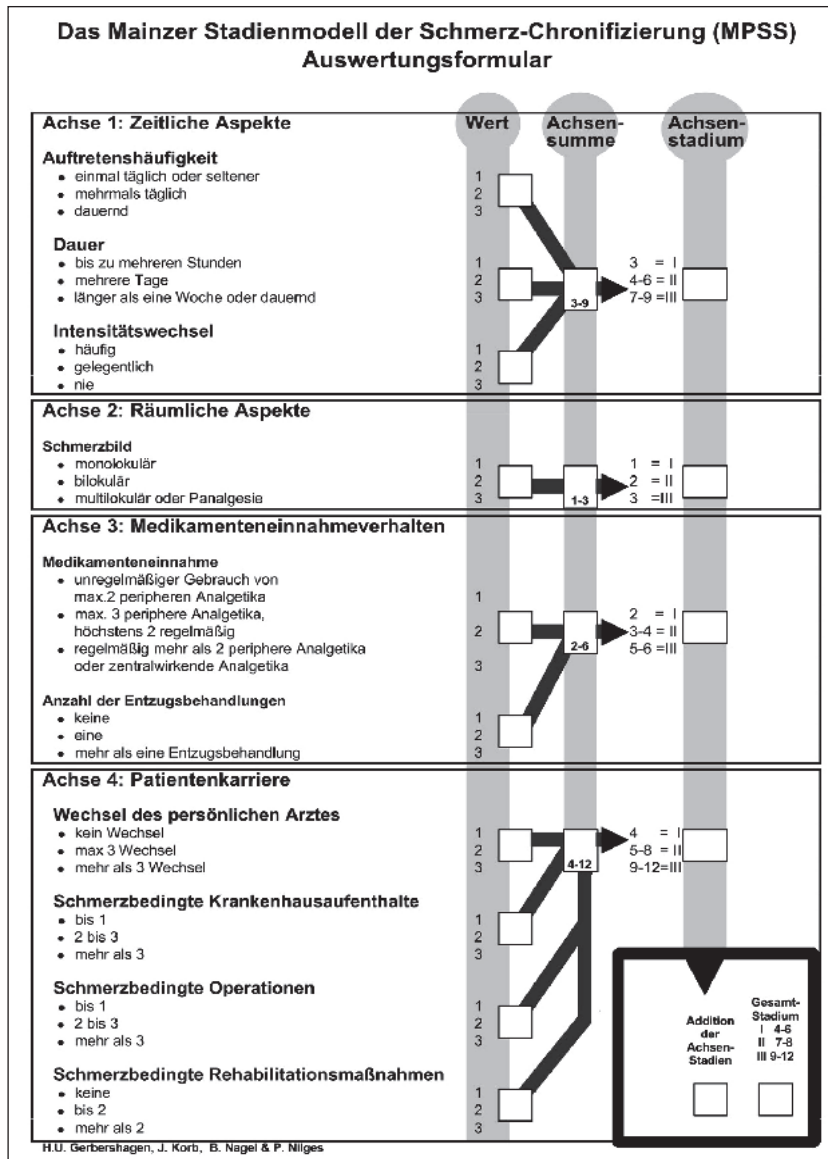 Das Mainzer Stadienmodell der Schmerz-Chronifizierung (MPSS)
Auswertungsformular
Achse 1: Zeitliche Aspekte
Wert
Achsen-
summe
Achsen-
stadium
Auftretenshäufigkeit
• einmal täglich oder seltener 1
• mehrmals täglich 2
• dauernd 3
Dauer
• bis zu mehreren Stunden 1
• mehrere Tage 2
• länger als eine Woche oder dauernd 3
3-9
3 = I
4-6 = II
7-9 =III
Intensitätswechsel
• häufig 1
• gelegentlich 2
• nie 3
Achse 2: Räumliche Aspekte
Schmerzbild
• monolokulär 1
• bilokulär 2
• multilokulär oder Panalgesie 3
1-3
1 = I
2 = II
3 =III
Achse 3: Medikamenteneinnahmeverhalten
Medikamenteneinnahme
• unregelmäßiger Gebrauch von
max.2 peripheren Analgetika 1
• max. 3 periphere Analgetika,
höchstens 2 regelmäßig 2
• regelmäßig mehr als 2 periphere Analgetika
oder zentralwirkende Analgetika 3
2-6
2 = I
3-4 = II
5-6 =III
Anzahl der Entzugsbehandlungen
• keine 1
• eine 2
• mehr als eine Entzugsbehandlung 3
Achse 4: Patientenkarriere
Wechsel des persönlichen Arztes
• kein Wechsel 1
• max 3 Wechsel 2
• mehr als 3 Wechsel 3
4-12
4 = I
5-8 = II
9-12=III
Schmerzbedingte Krankenhausaufenthalte
• bis 1 1
• 2 bis 3 2
• mehr als 3 3
Schmerzbedingte Operationen
• bis 1 1
• 2 bis 3 2
• mehr als 3 3
Schmerzbedingte Rehabilitationsmaßnahmen
• keine 1
• bis 2 2
• mehr als 2 3
Addition
der
Achsen-
Stadien
Gesamt-
Stadium
I 4-6
II 7-8
III 9-12
H.U. Gerbershagen, J. Korb, B. Nagel & P. Nilges